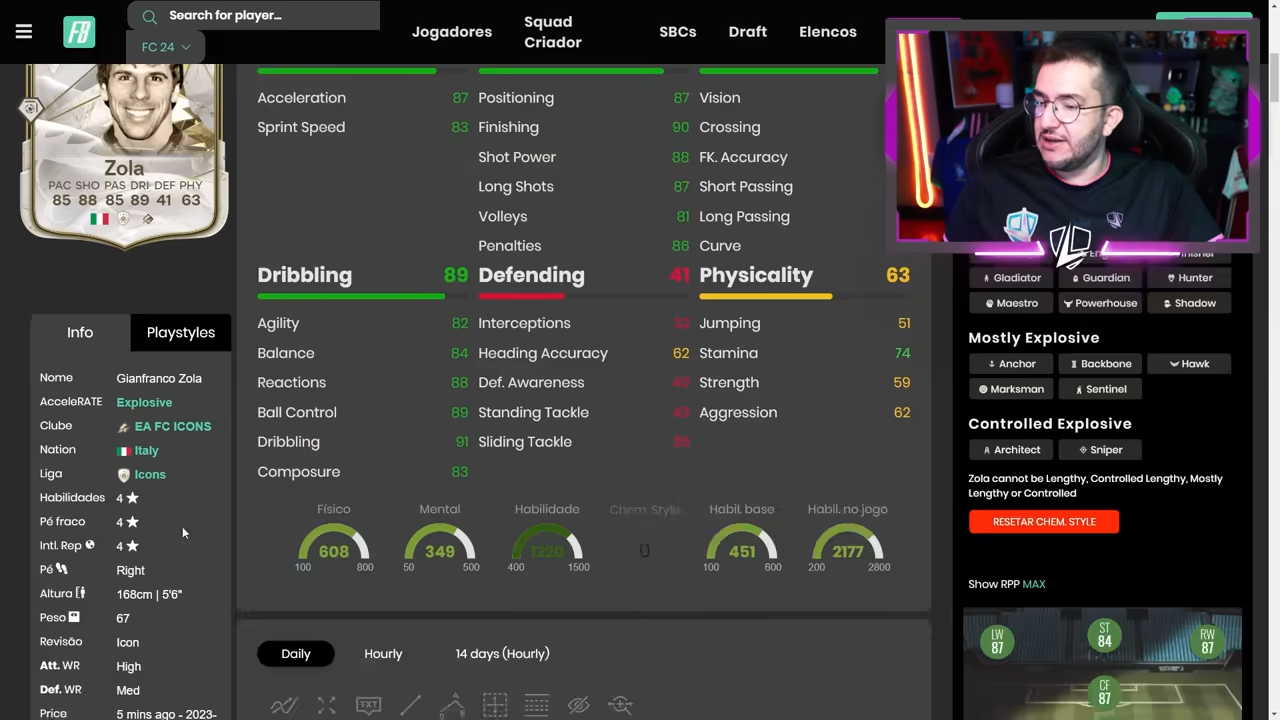 Search for player...
FC 24
Jogadores
Squad
Criador
SBCs
Draft
Elencos
Zola
PAC SHO PAS DRI DEF PHY
85 88 85 89 41 63
Acceleration 87
Sprint Speed 83
Positioning 87
Finishing 90
Shot Power 88
Long Shots 87
Volleys 81
Penalties 86
Vision
Crossing
FK. Accuracy
Short Passing
Long Passing
Curve
Dribbling 89
Agility 82
Balance 84
Reactions 88
Ball Control 89
Dribbling 91
Composure 83
Defending 41
Interceptions
Heading Accuracy 62
Def. Awareness 40
Standing Tackle
Sliding Tackle
Physicality 63
Jumping 51
Stamina 74
Strength 59
Aggression 62
Info
Playstyles
Nome Gianfranco Zola
AcceleRATE Explosive
Clube EA FC ICONS
Nation Italy
Liga Icons
Habilidades 4
Pé fraco 4
Intl. Rep 4
Pé Right
Altura 168cm | 5'6"
Peso 67
Revisão Icon
Att. WR High
Def. WR Med
Price 5 mins ago - 2023-
Físico
608
100 800
Mental
349
50 500
Habilidade
1220
400 1500
Chem. Style
0
Habil. base
451
100 600
Habil. no jogo
2177
200 2800
Daily
Hourly
14 days (Hourly)
TXT
Gladiator Guardian Hunter
Maestro Powerhouse Shadow
Mostly Explosive
Anchor Backbone Hawk
Marksman Sentinel
Controlled Explosive
Architect Sniper
Zola cannot be Lengthy, Controlled Lengthy, Mostly
Lengthy or Controlled
RESETAR CHEM. STYLE
Show RPP MAX
LW
87
ST
84
RW
87
CF
87